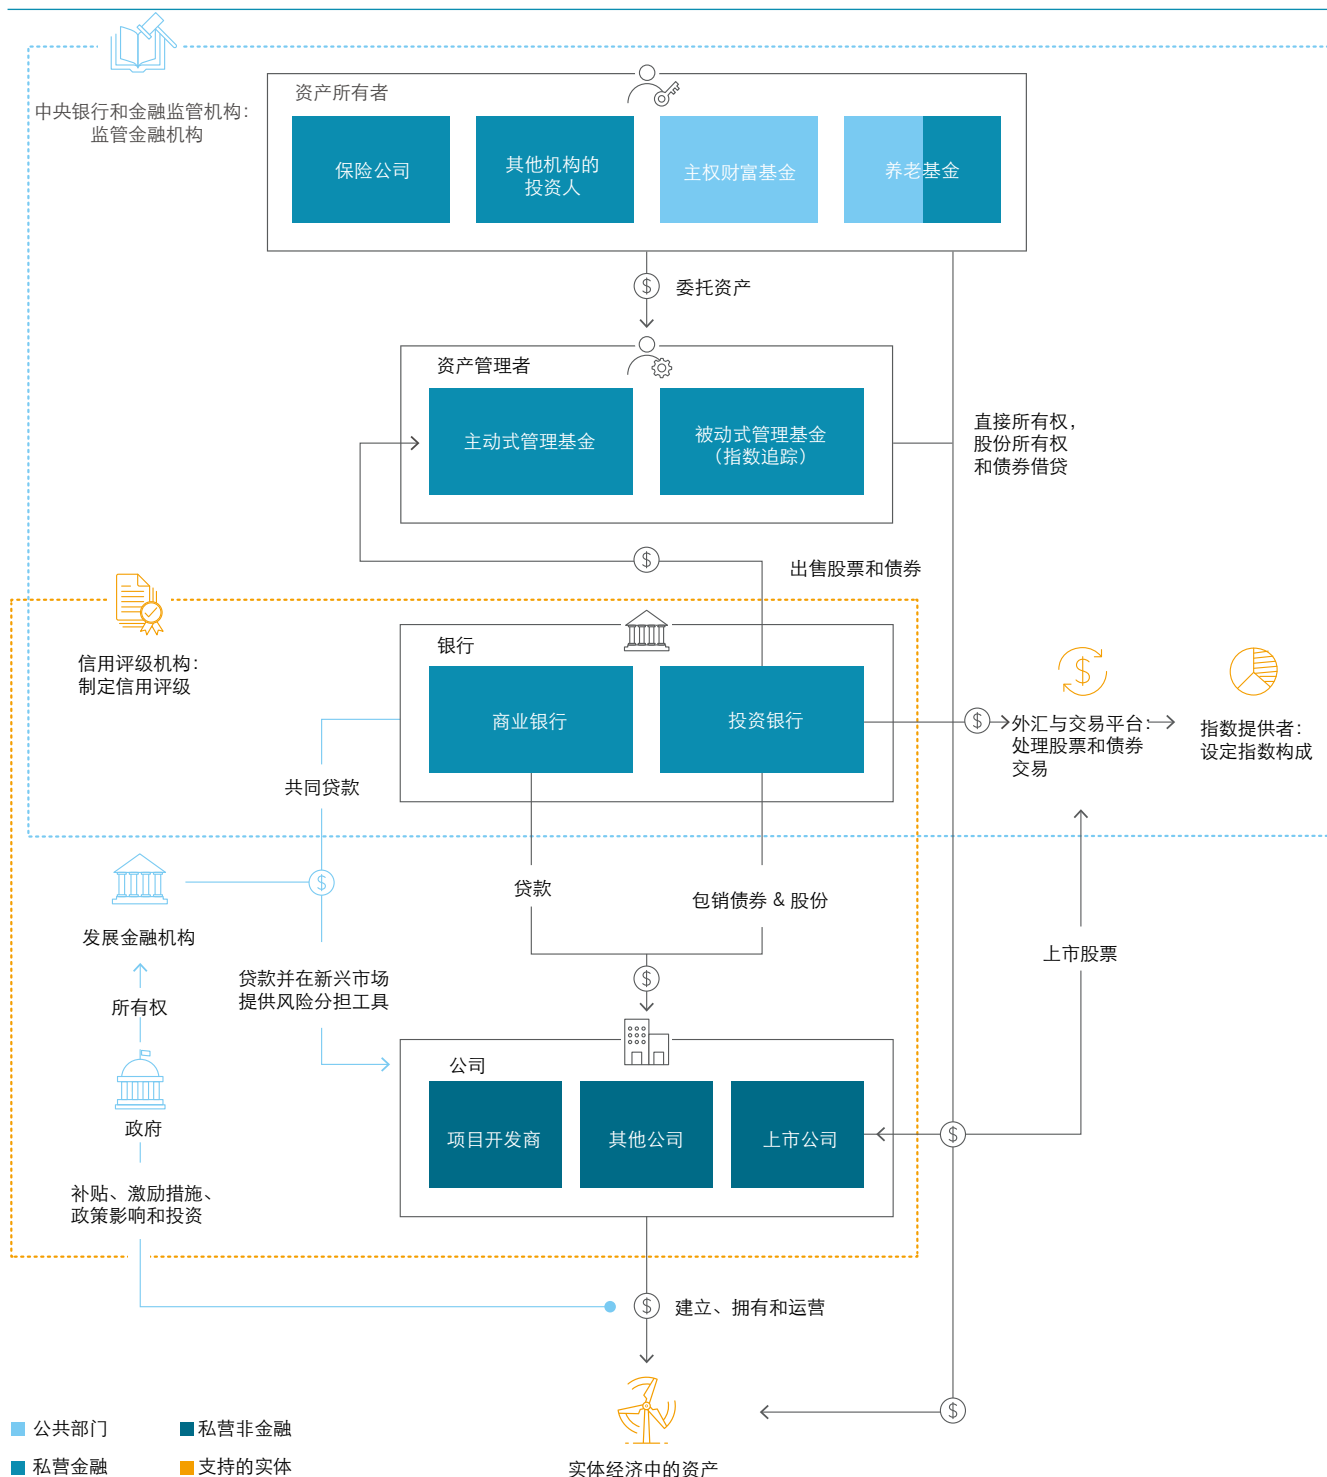 中央银行和金融监管机构：
监管金融机构
资产所有者
保险公司
其他机构的
投资人
主权财富基金
养老基金
$
委托资产
资产管理者
主动式管理基金
被动式管理基金
（指数追踪）
直接所有权，
股份所有权
和债券借贷
$
出售股票和债券
信用评级机构：
制定信用评级
银行
商业银行
投资银行
$
$
外汇与交易平台：
处理股票和债券
交易
指数提供者：
设定指数构成
共同贷款
$
发展金融机构
贷款
包销债券 & 股份
上市股票
所有权
贷款并在新兴市场
提供风险分担工具
$
政府
公司
项目开发商
其他公司
上市公司
$
补贴、激励措施、
政策影响和投资
$
建立、拥有和运营
$
实体经济中的资产
公共部门
私营非金融
私营金融
支持的实体